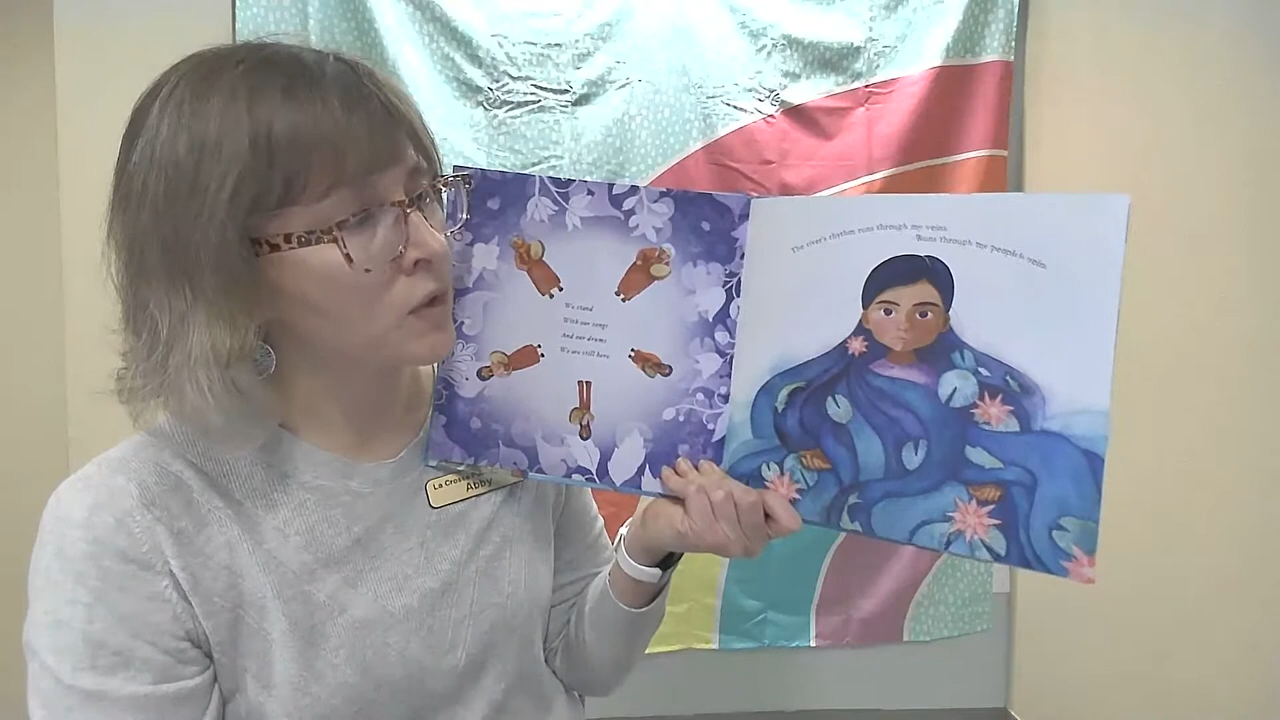 We stand
With our songs
And our drums
We are still here
The river's rhythm runs through my veins.
Runs through my people's veins.
La Crosse
Abby